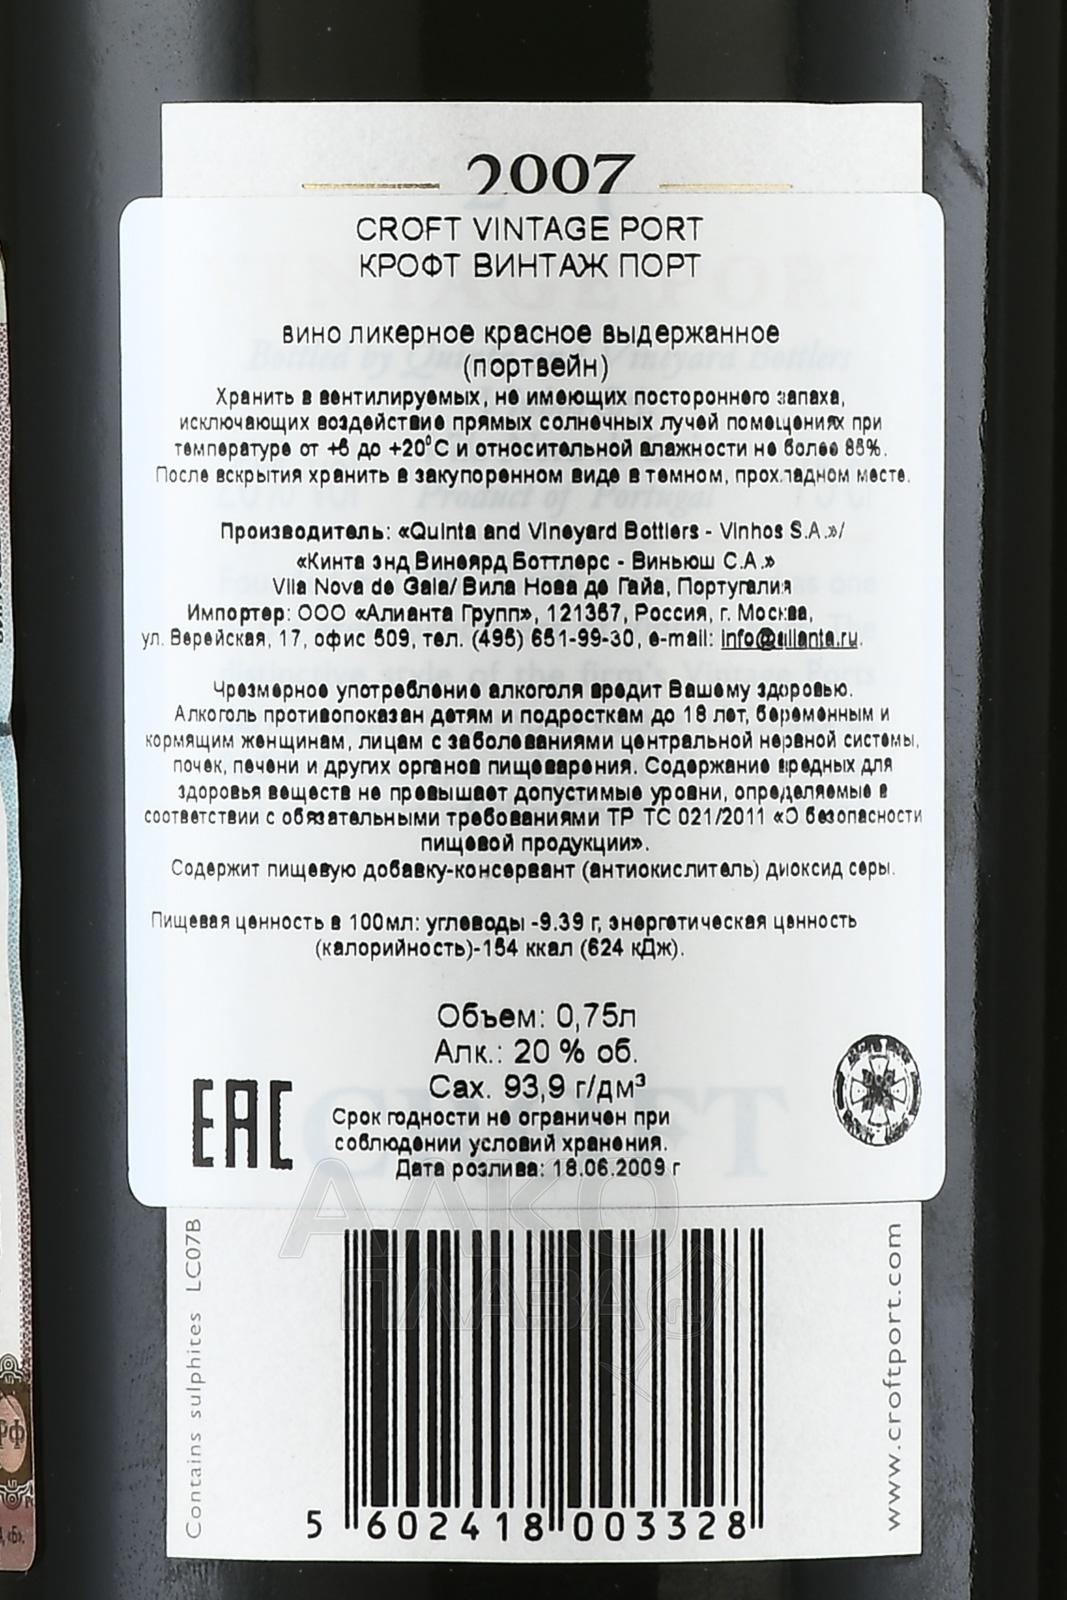 2007
CROFT VINTAGE PORT
КРОФТ ВИНТАЖ ПОРТ
вино ликерное красное выдержанное
(портвейн)
Хранить в вентилируемых, не имеющих постороннего запаха,
исключающих воздействие прямых солнечных лучей помещениях при
температуре от +5 до +20⁰С и относительной влажности не более 85%.
После вскрытия хранить в закупоренном виде в темном, прохладном месте.
Производитель: «Quinta and Vineyard Bottlers - Vinhos S.A.»/
«Кинта энд Винеярд Боттлерс - Виньюш С.А.»
Vila Nova de Gaia/ Вила Нова де Гайа, Португалия
Импортер: ООО «Алианта Групп», 121357, Россия, г. Москва,
ул. Верейская, 17, офис 509, тел. (495) 651-99-30, e-mail: info@alianta.ru.
Чрезмерное употребление алкоголя вредит Вашему здоровью.
Алкоголь противопоказан детям и подросткам до 18 лет, беременным и
кормящим женщинам, лицам с заболеваниями центральной нервной системы,
почек, печени и других органов пищеварения. Содержание вредных для
здоровья веществ не превышает допустимые уровни, определяемые в
соответствии с обязательными требованиями ТР ТС 021/2011 «О безопасности
пищевой продукции».
Содержит пищевую добавку-консервант (антиокислитель) диоксид серы.
Пищевая ценность в 100мл: углеводы -9.39 г, энергетическая ценность
(калорийность)-154 ккал (624 кДж).
Объем: 0,75л
Алк.: 20 % об.
Сах. 93,9 г/дм³
Срок годности не ограничен при
соблюдении условий хранения.
Дата розлива: 18.06.2009 г
EAC
Contains sulphites LC07B
www.croftport.com
АЛКО
ПЛАЗА
5 602418 003328
РФ